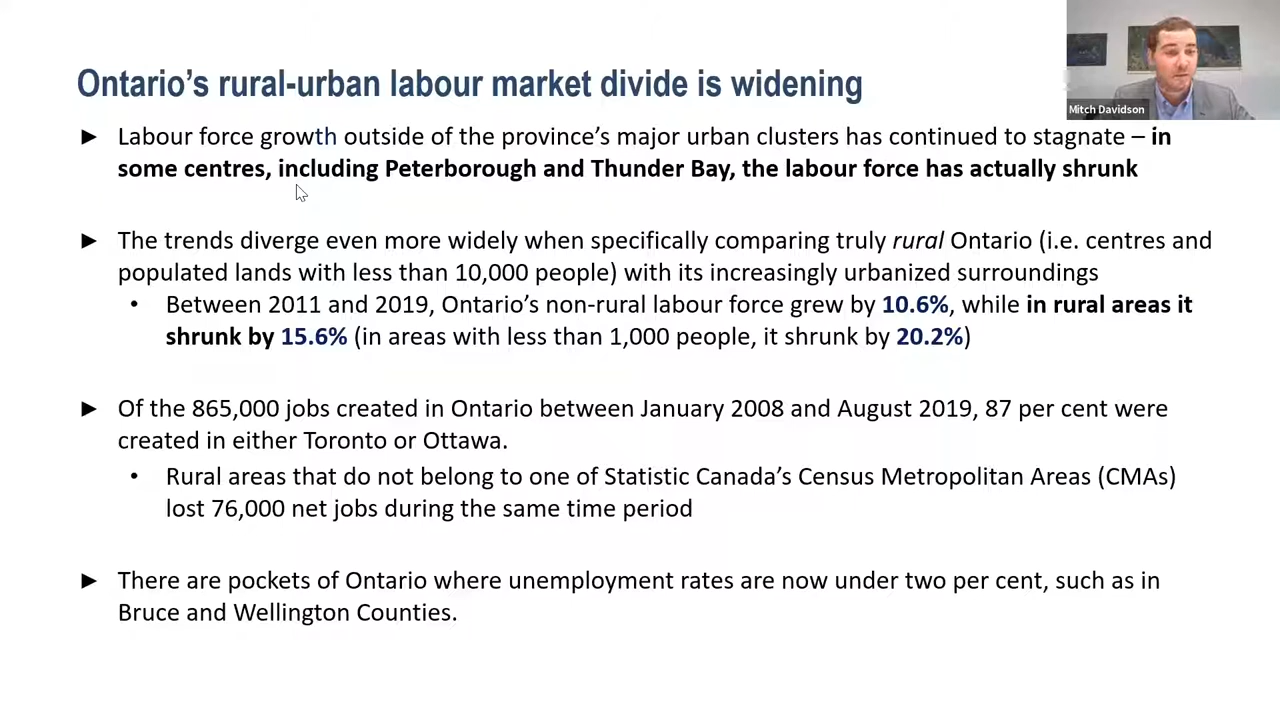 Ontario's rural-urban labour market divide is widening
Mitch Davidson
► Labour force growth outside of the province's major urban clusters has continued to stagnate – in
some centres, including Peterborough and Thunder Bay, the labour force has actually shrunk
► The trends diverge even more widely when specifically comparing truly rural Ontario (i.e. centres and
populated lands with less than 10,000 people) with its increasingly urbanized surroundings
• Between 2011 and 2019, Ontario's non-rural labour force grew by 10.6%, while in rural areas it
shrunk by 15.6% (in areas with less than 1,000 people, it shrunk by 20.2%)
► Of the 865,000 jobs created in Ontario between January 2008 and August 2019, 87 per cent were
created in either Toronto or Ottawa.
• Rural areas that do not belong to one of Statistic Canada's Census Metropolitan Areas (CMAs)
lost 76,000 net jobs during the same time period
► There are pockets of Ontario where unemployment rates are now under two per cent, such as in
Bruce and Wellington Counties.